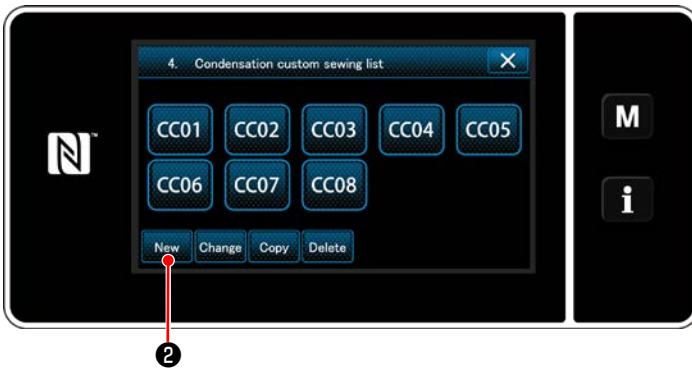 4. Condensation custom sewing list
CC01 CC02 CC03 CC04 CC05
M
CC06 CC07 CC08
i
New Change Copy Delete
❷